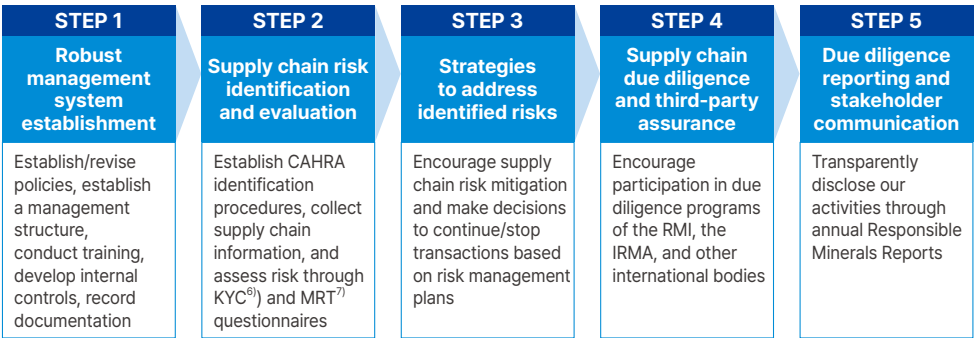 STEP 1
Robust
management
system
establishment
Establish/revise
policies, establish
a management
structure,
conduct training,
develop internal
controls, record
documentation
STEP 2
Supply chain risk
identification
and evaluation
Establish CAHRA
identification
procedures, collect
supply chain
information, and
assess risk through
KYC6)) and MRT7)
questionnaires
STEP 3
Strategies
to address
identified risks
Encourage supply
chain risk mitigation
and make decisions
to continue/stop
transactions based
on risk management
plans
STEP 4
Supply chain
due diligence
and third-party
assurance
Encourage
participation in due
diligence programs
of the RMI, the
IRMA, and other
international bodies
STEP 5
Due diligence
reporting and
stakeholder
communication
Transparently
disclose our
activities through
annual Responsible
Minerals Reports